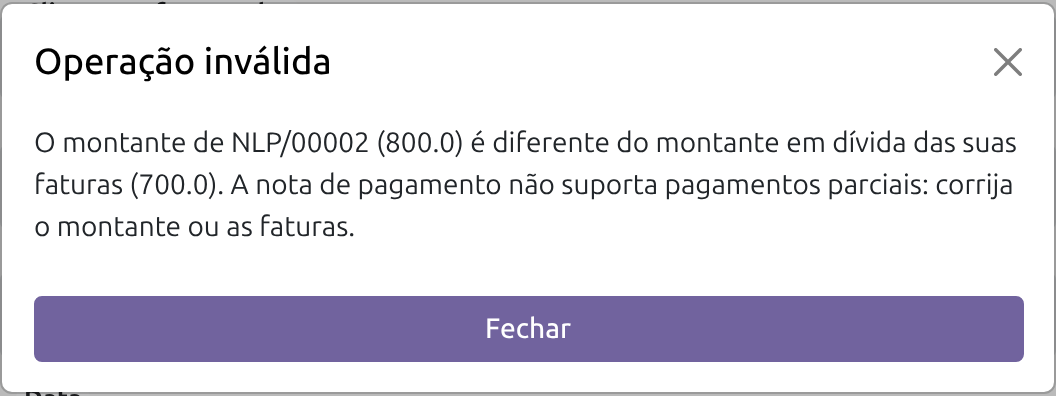 Operação inválida
O montante de NLP/00002 (800.0) é diferente do montante em dívida das suas
faturas (700.0). A nota de pagamento não suporta pagamentos parciais: corrija
o montante ou as faturas.
Fechar